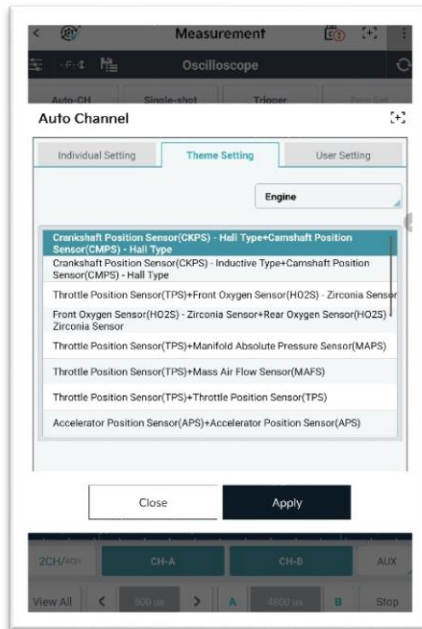 Measurement
Oscilloscope
Auto-CH Single-shot Trigger
Auto Channel
Individual Setting Theme Setting User Setting
Engine
Crankshaft Position Sensor(CKPS) - Hall Type+Camshaft Position
Sensor(CMPS) - Hall Type
Crankshaft Position Sensor(CKPS) - Inductive Type+Camshaft Position
Sensor(CMPS) - Hall Type
Throttle Position Sensor(TPS)+Front Oxygen Sensor(HO2S) - Zirconia Sensor
Front Oxygen Sensor(HO2S) - Zirconia Sensor+Rear Oxygen Sensor(HO2S) -
Zirconia Sensor
Throttle Position Sensor(TPS)+Manifold Absolute Pressure Sensor(MAPS)
Throttle Position Sensor(TPS)+Mass Air Flow Sensor(MAFS)
Throttle Position Sensor(TPS)+Throttle Position Sensor(TPS)
Accelerator Position Sensor(APS)+Accelerator Position Sensor(APS)
Close Apply
2CH/4CH CH-A CH-B AUX
View All < 500 us > A 4800 us B Stop